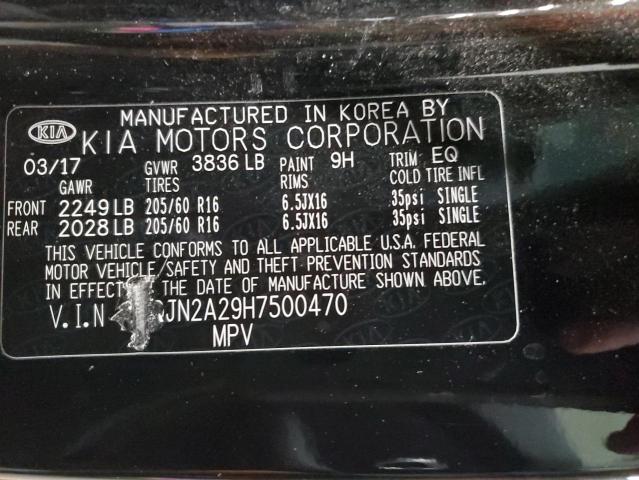 MANUFACTURED IN KOREA BY
KIA KIA MOTORS CORPORATION
03/17 GVWR 3836 LB PAINT 9H TRIM EQ
GAWR TIRES RIMS COLD TIRE INFL
FRONT 2249 LB 205/60 R16 6.5JX16 35psi SINGLE
REAR 2028 LB 205/60 R16 6.5JX16 35psi SINGLE
THIS VEHICLE CONFORMS TO ALL APPLICABLE U.S.A. FEDERAL
MOTOR VEHICLE SAFETY AND THEFT PREVENTION STANDARDS
IN EFFECT THE DATE OF MANUFACTURE SHOWN ABOVE.
V.I.N JN2A29H7500470
MPV